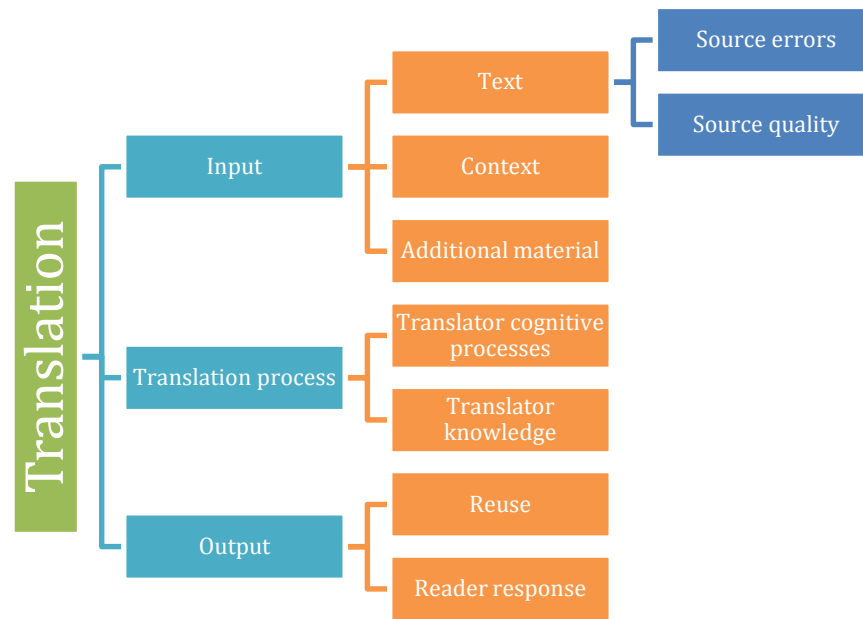 Translation
Input
Text
Source errors
Source quality
Context
Additional material
Translation process
Translator cognitive
processes
Translator
knowledge
Output
Reuse
Reader response